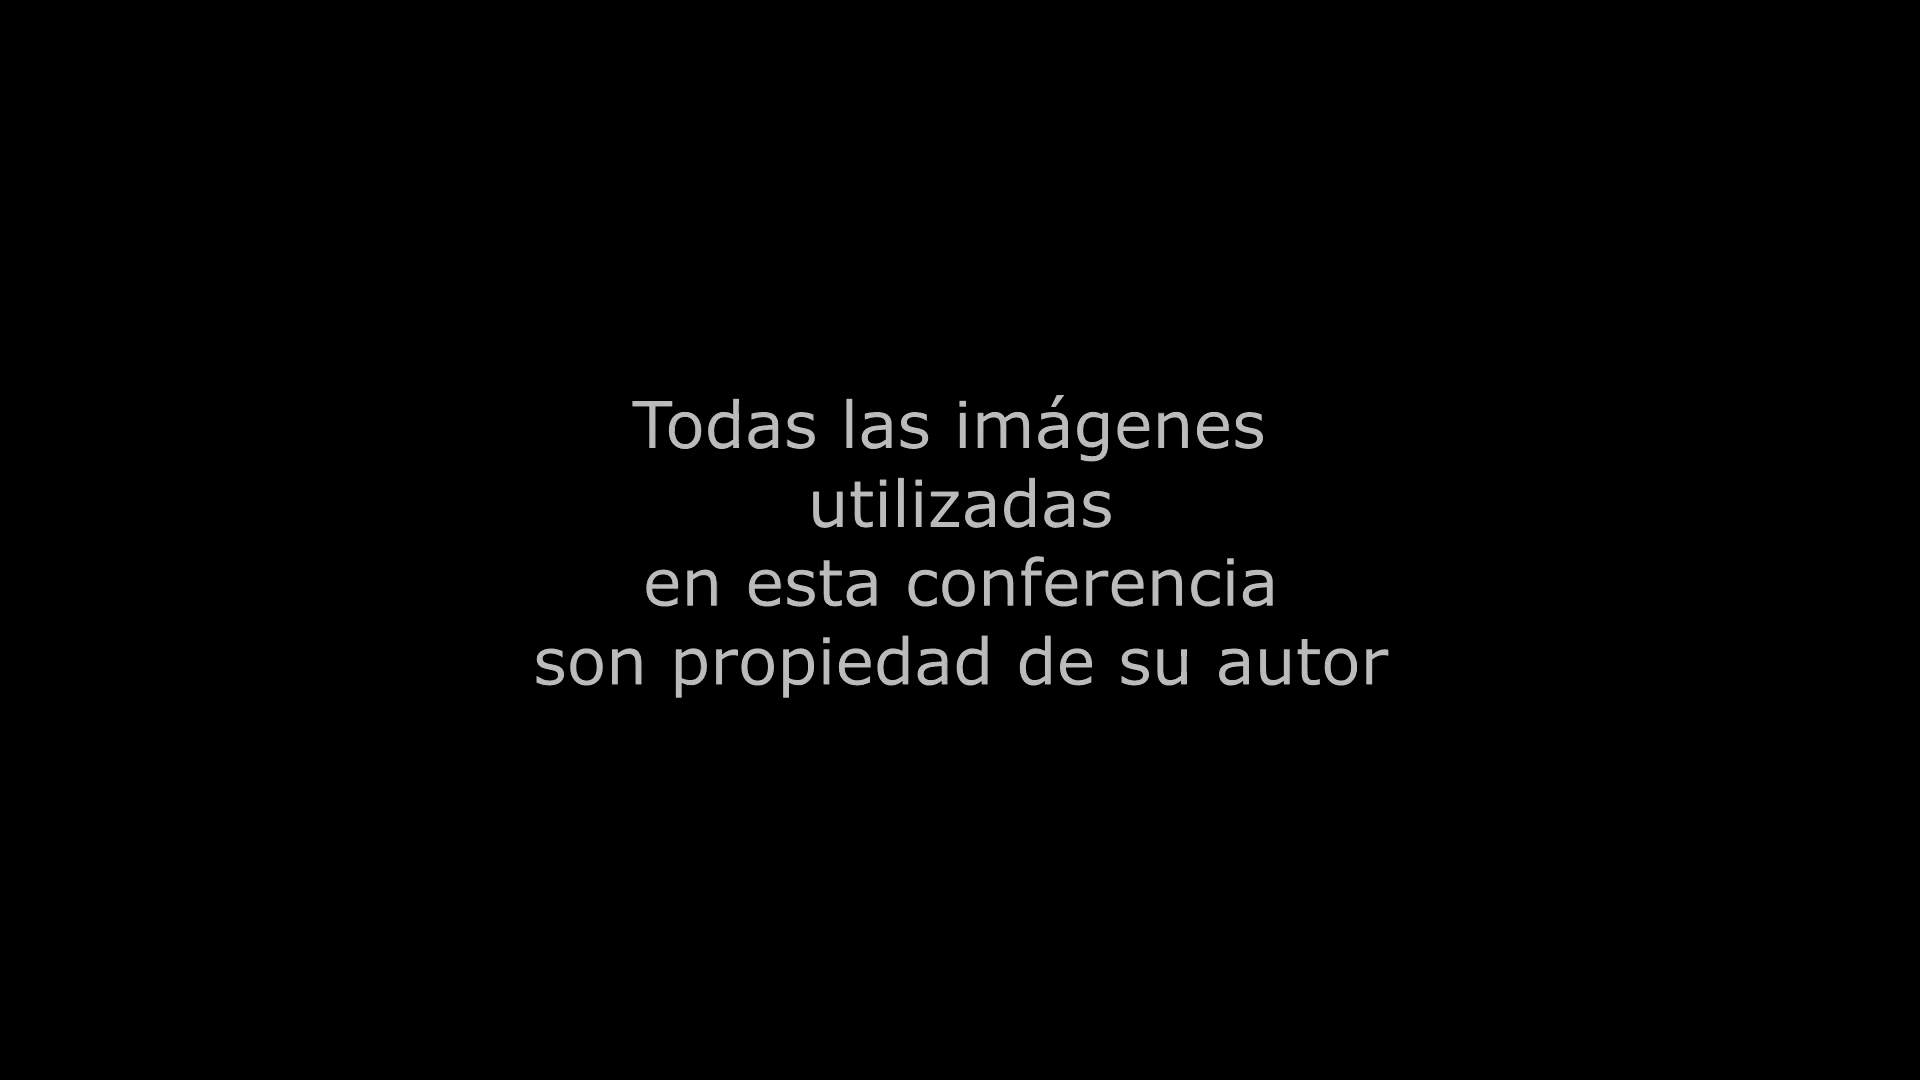 Todas las imágenes
utilizadas
en esta conferencia
son propiedad de su autor